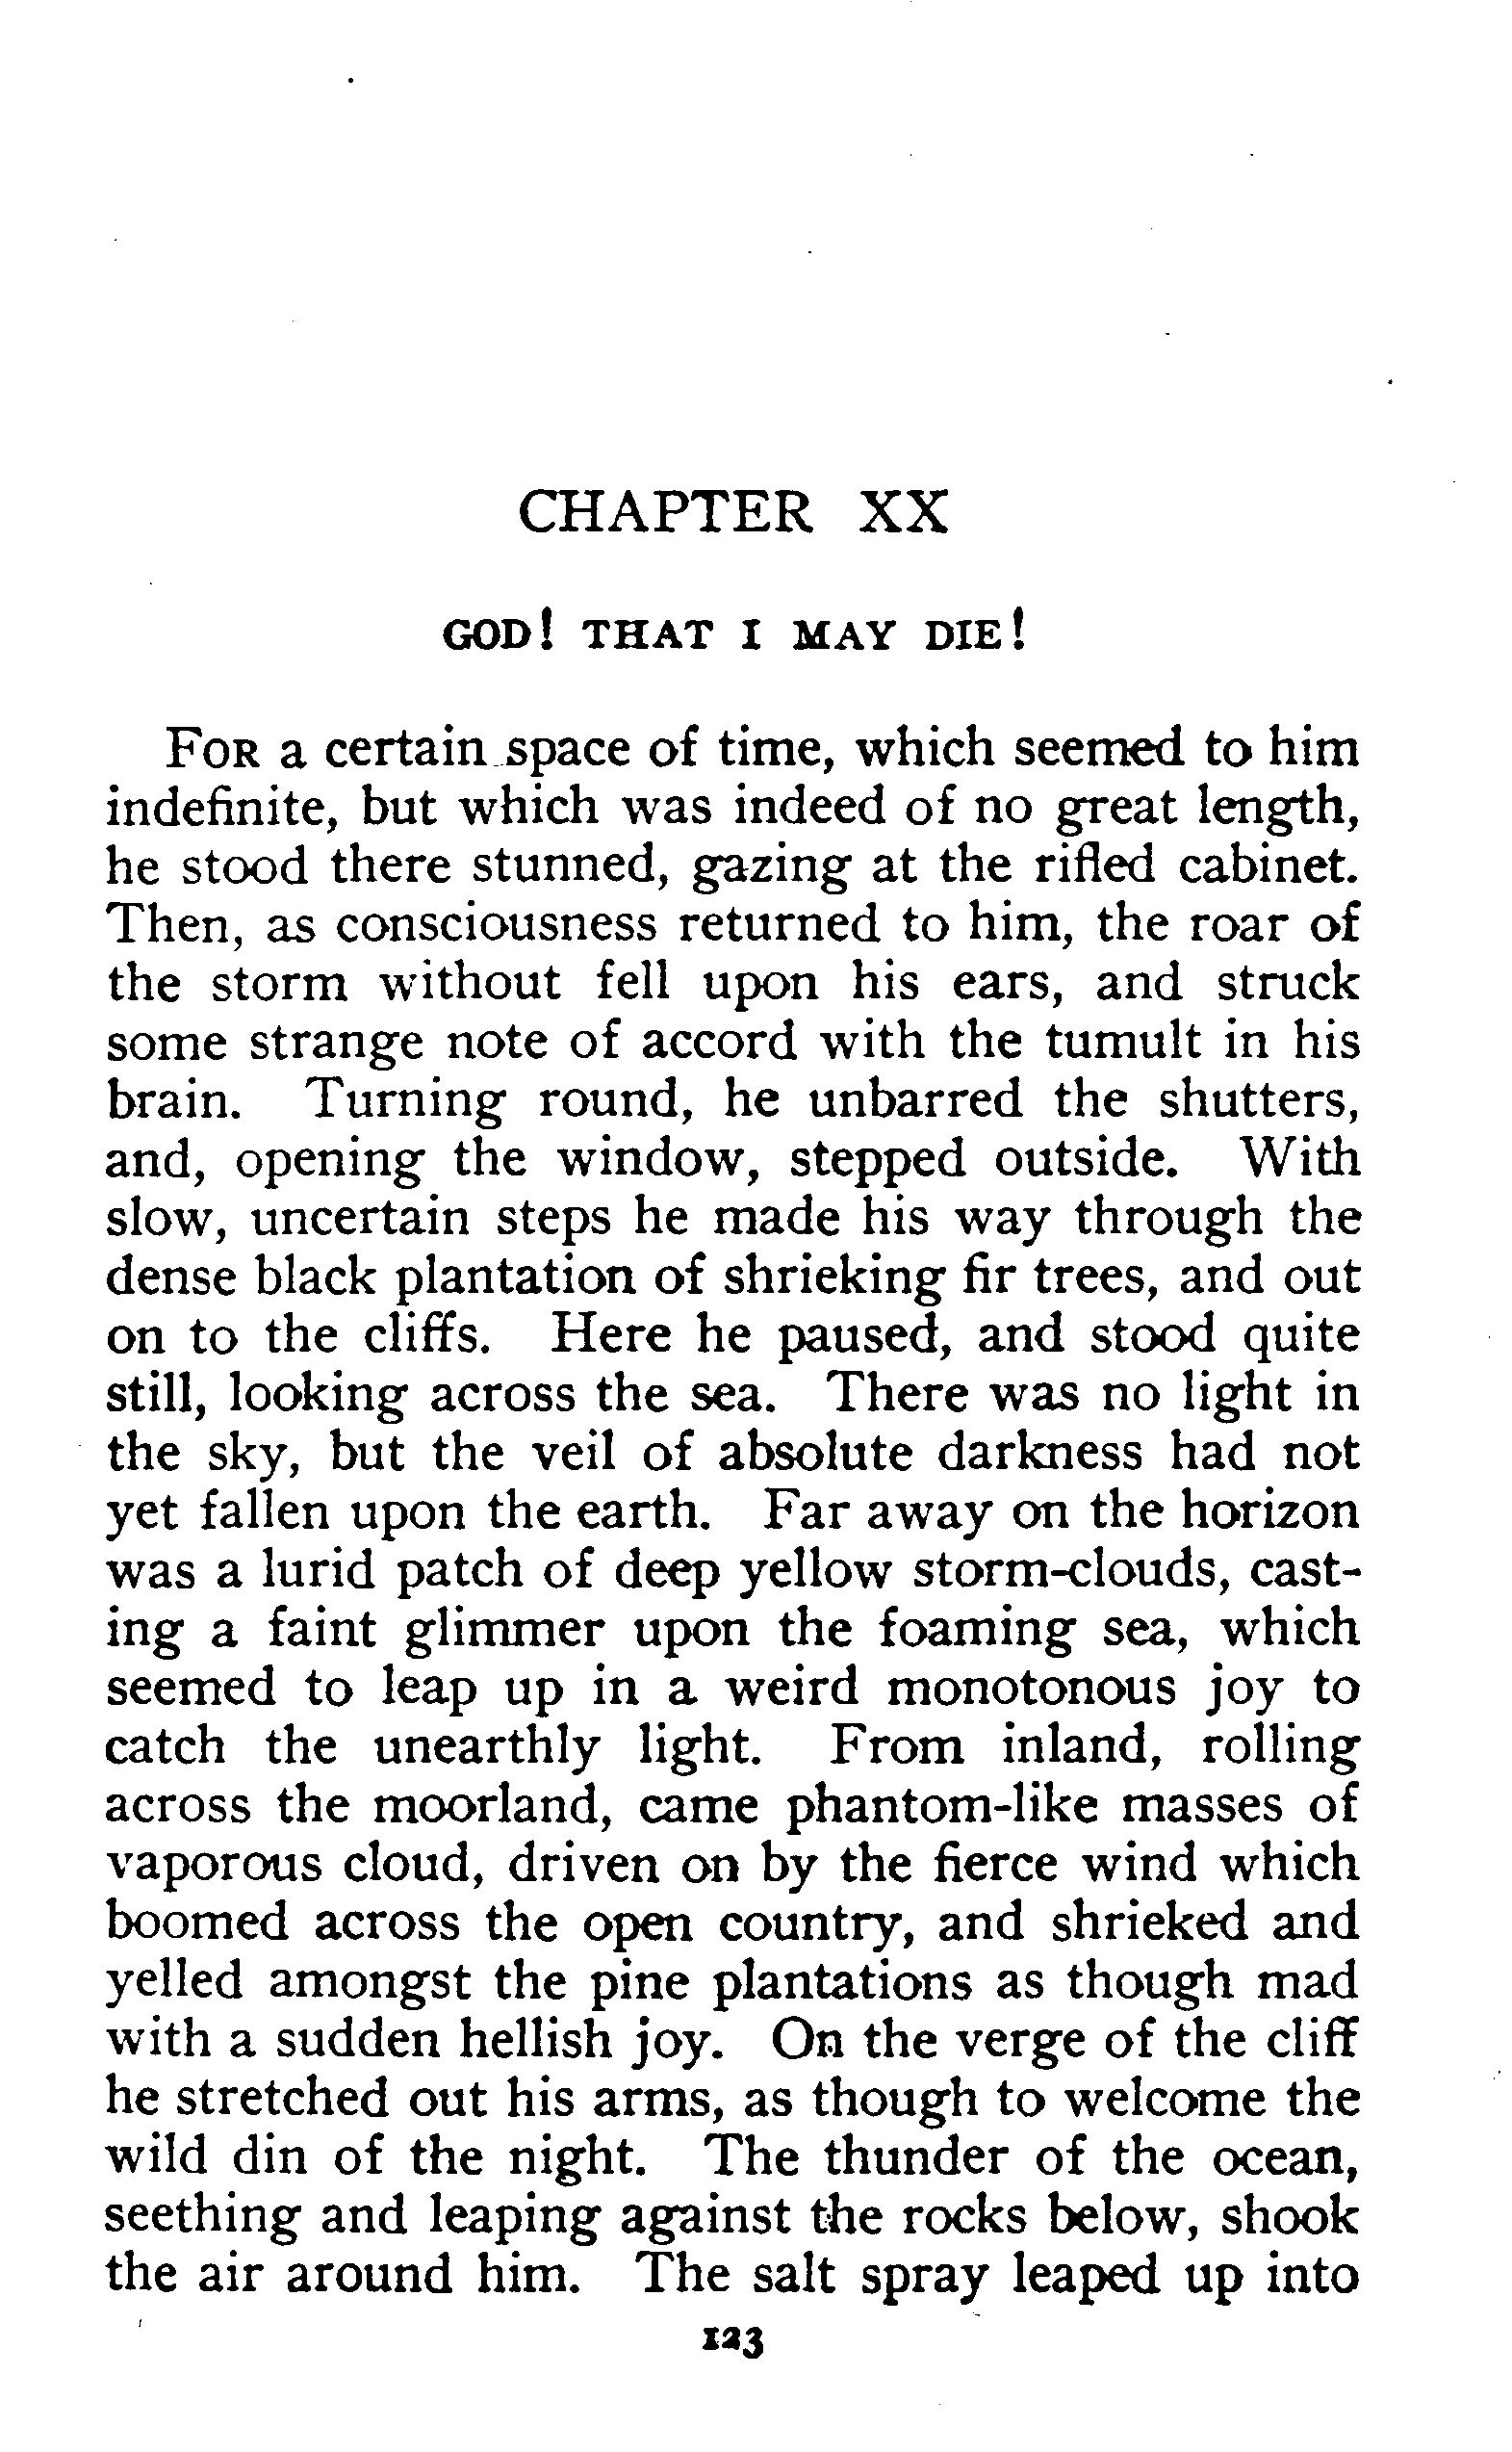 CHAPTER XX
GOD! THAT I MAY DIE!
FOR a certain space of time, which seemed to him
indefinite, but which was indeed of no great length,
he stood there stunned, gazing at the rifled cabinet.
Then, as consciousness returned to him, the roar of
the storm without fell upon his ears, and struck
some strange note of accord with the tumult in his
brain. Turning round, he unbarred the shutters,
and, opening the window, stepped outside. With
slow, uncertain steps he made his way through the
dense black plantation of shrieking fir trees, and out
on to the cliffs. Here he paused, and stood quite
still, looking across the sea. There was no light in
the sky, but the veil of absolute darkness had not
yet fallen upon the earth. Far away on the horizon
was a lurid patch of deep yellow storm-clouds, cast-
ing a faint glimmer upon the foaming sea, which
seemed to leap up in a weird monotonous joy to
catch the unearthly light. From inland, rolling
across the moorland, came phantom-like masses of
vaporous cloud, driven on by the fierce wind which
boomed across the open country, and shrieked and
yelled amongst the pine plantations as though mad
with a sudden hellish joy. On the verge of the cliff
he stretched out his arms, as though to welcome the
wild din of the night. The thunder of the ocean,
seething and leaping against the rocks below, shook
the air around him. The salt spray leaped up into
123